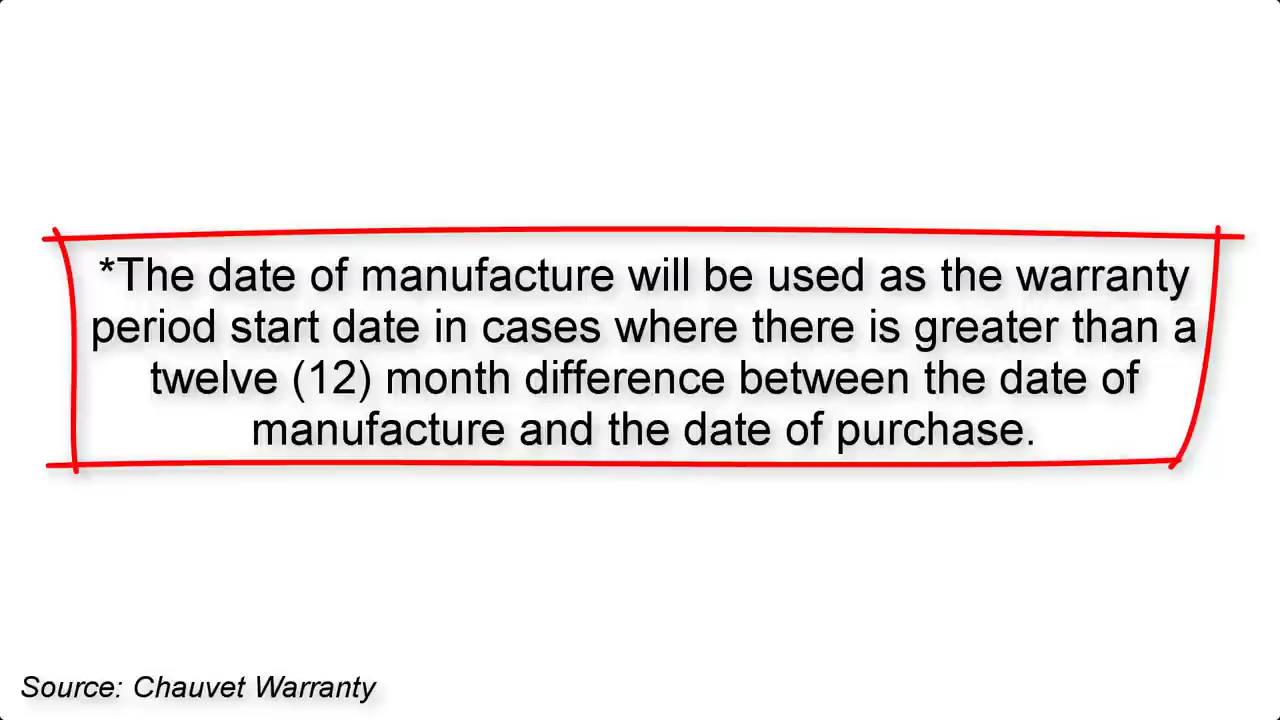 *The date of manufacture will be used as the warranty
period start date in cases where there is greater than a
twelve (12) month difference between the date of
manufacture and the date of purchase.
Source: Chauvet Warranty